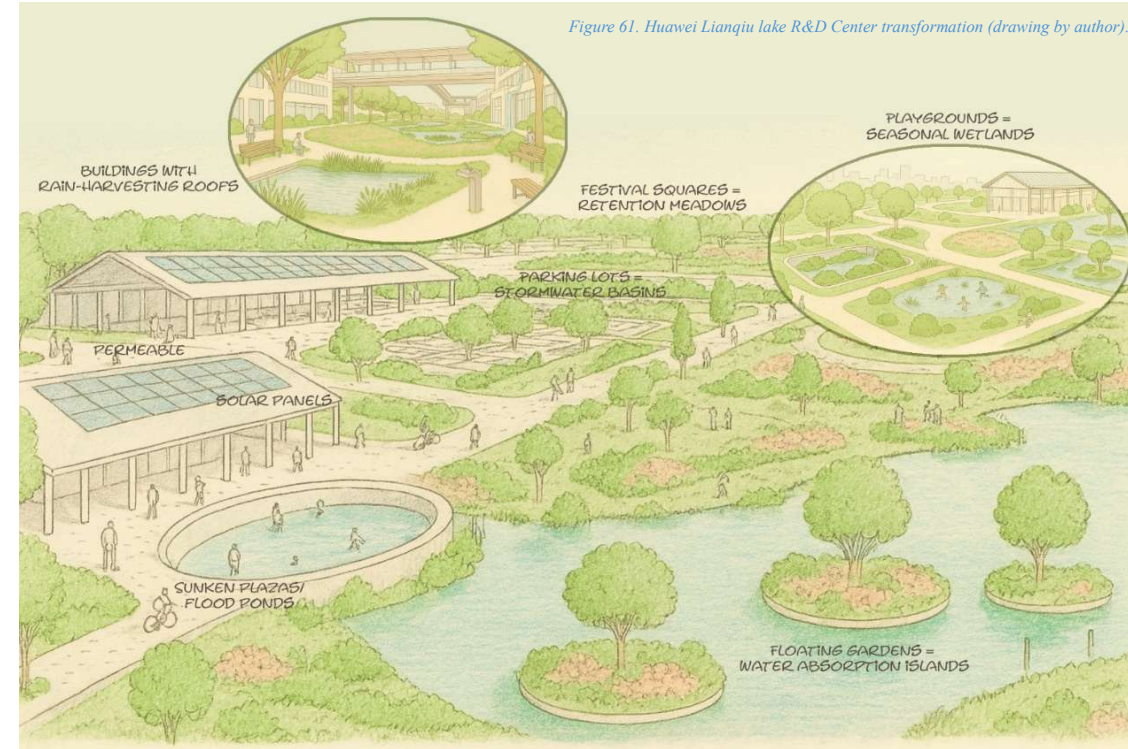 Figure 61. Huawei Lianqiu lake R&D Center transformation (drawing by author).
PLAYGROUNDS =
SEASONAL WETLANDS
BUILDINGS WITH
RAIN-HARVESTING ROOFS
FESTIVAL SQUARES =
RETENTION MEADOWS
PARKING LOTS =
STORMWATER BASINS
PERMEABLE
SOLAR PANELS
SUNKEN PLAZAS/
FLOOD PONDS
FLOATING GARDENS =
WATER ABSORPTION ISLANDS